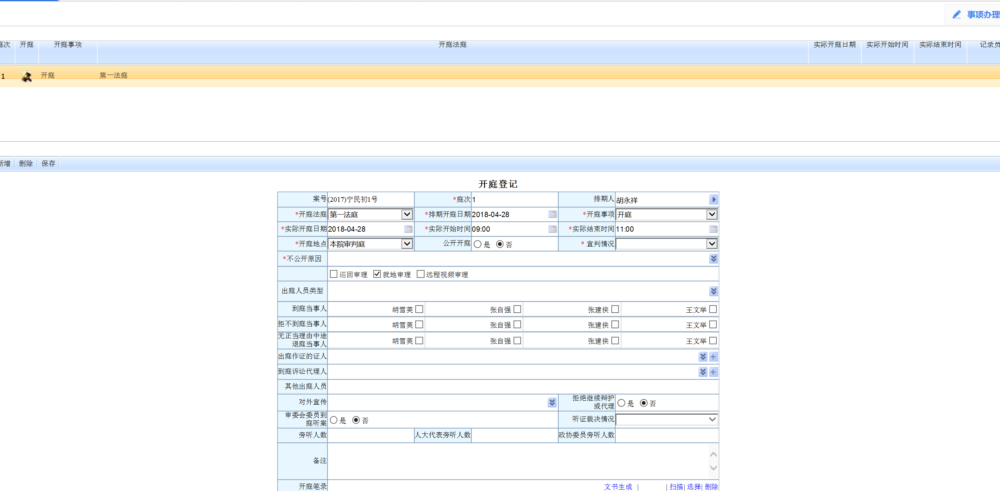 事项办理
庭次 开庭 开庭事项 开庭法庭 实际开庭日期 实际开始时间 实际结束时间 记录员
1 开庭 第一法庭
新增 删除 保存
开庭登记
案号 (2017)宁民初1号 *庭次 1 排期人 胡永祥
*开庭法庭 第一法庭 *排期开庭日期 2018-04-28 *开庭事项 开庭
*实际开庭日期 2018-04-28 *实际开始时间 09:00 *实际结束时间 11:00
*开庭地点 本院审判庭 公开开庭 是 否 * 宣判情况
*不公开原因
巡回审理 就地审理 远程视频审理
出庭人员类型
到庭当事人 胡雪荚 张自强 张建侠 王文举
拒不到庭当事人 胡雪荚 张自强 张建侠 王文举
无正当理由中途
退庭当事人 胡雪荚 张自强 张建侠 王文举
出庭作证的证人
到庭诉讼代理人
其他出庭人员
对外宣传 拒绝继续辩护
或代理 是 否
审委会委员到
庭听案 是 否 听证裁决情况
旁听人数 人大代表旁听人数 政协委员旁听人数
备注
开庭笔录 文书生成 | | 扫描| 选择| 删除